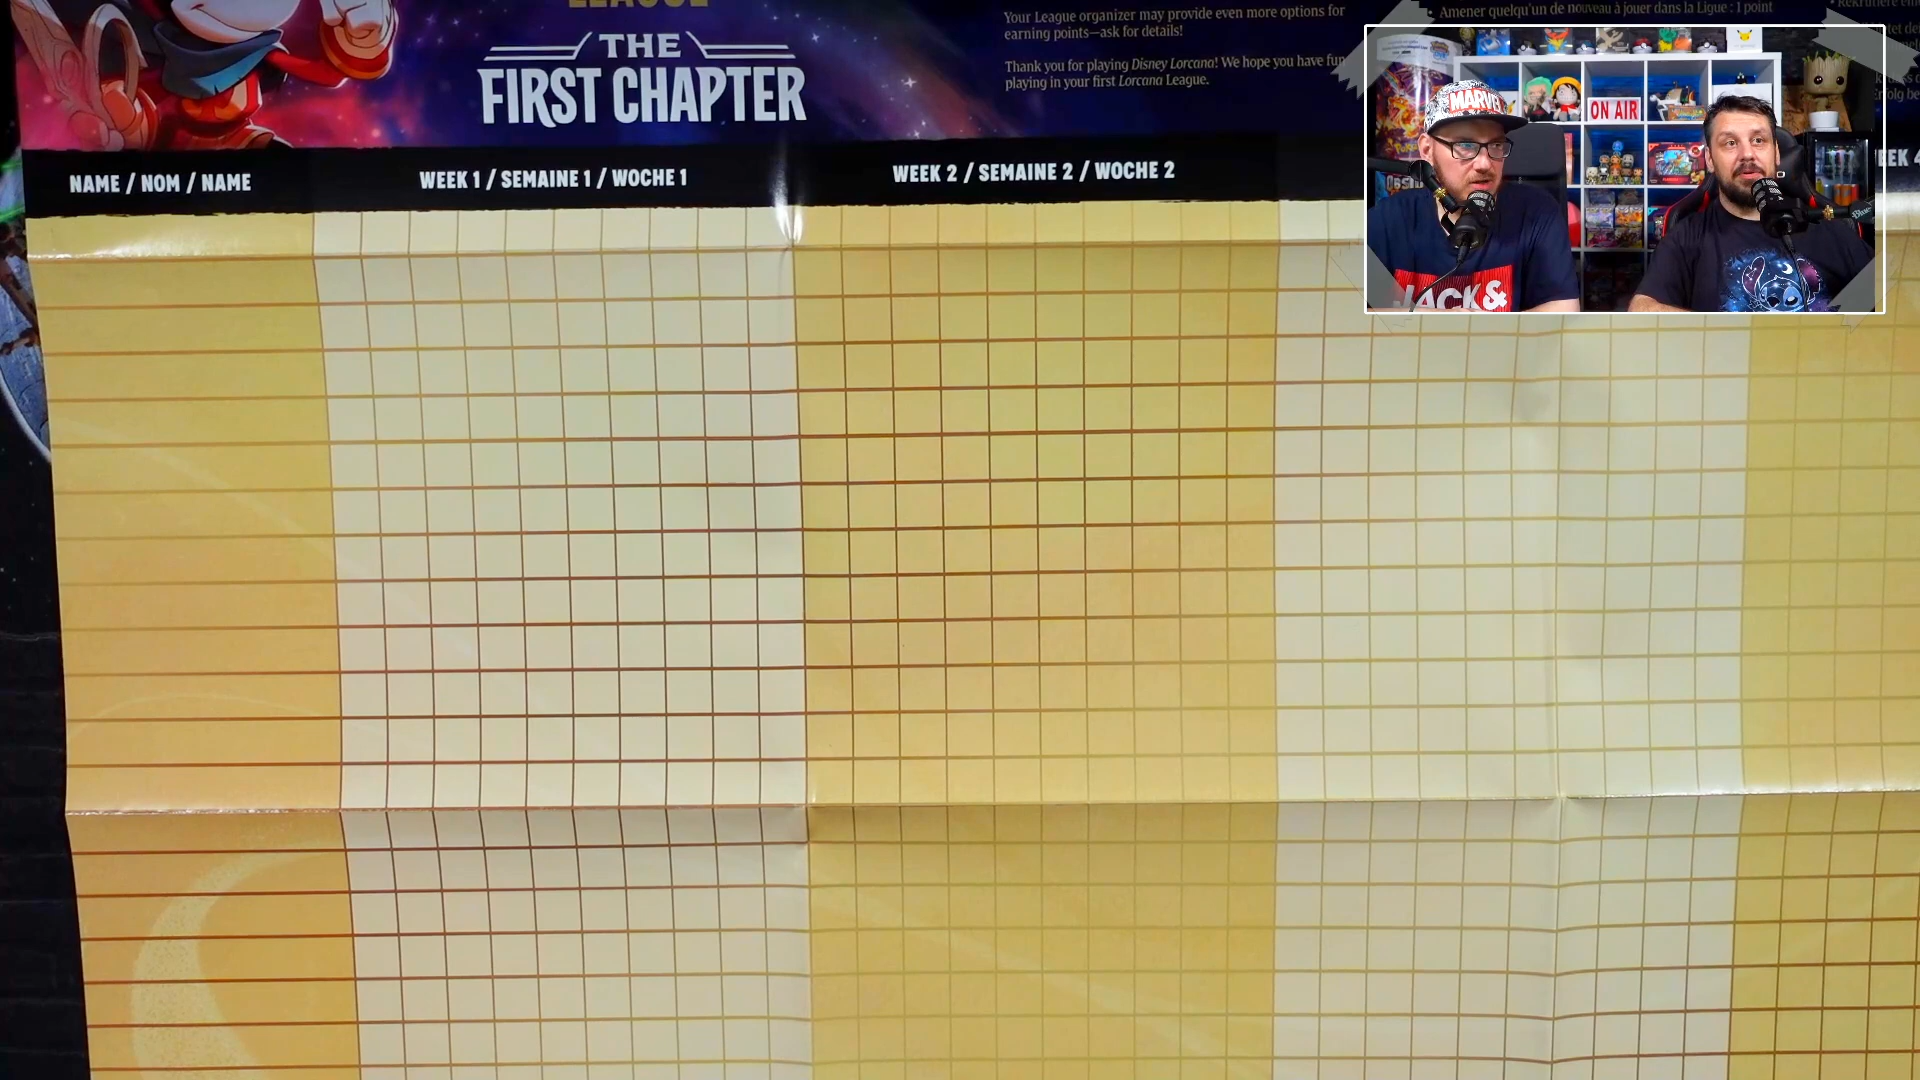 LEAGUE
THE
FIRST CHAPTER
Your League organizer may provide even more options for
earning points—ask for details!
Thank you for playing Disney Lorcana! We hope you have fun
playing in your first Lorcana League.
• Amener quelqu'un de nouveau à jouer dans la Ligue : 1 point
NAME / NOM / NAME
WEEK 1 / SEMAINE 1 / WOCHE 1
WEEK 2 / SEMAINE 2 / WOCHE 2
MARVEL
ON AIR
JACK &